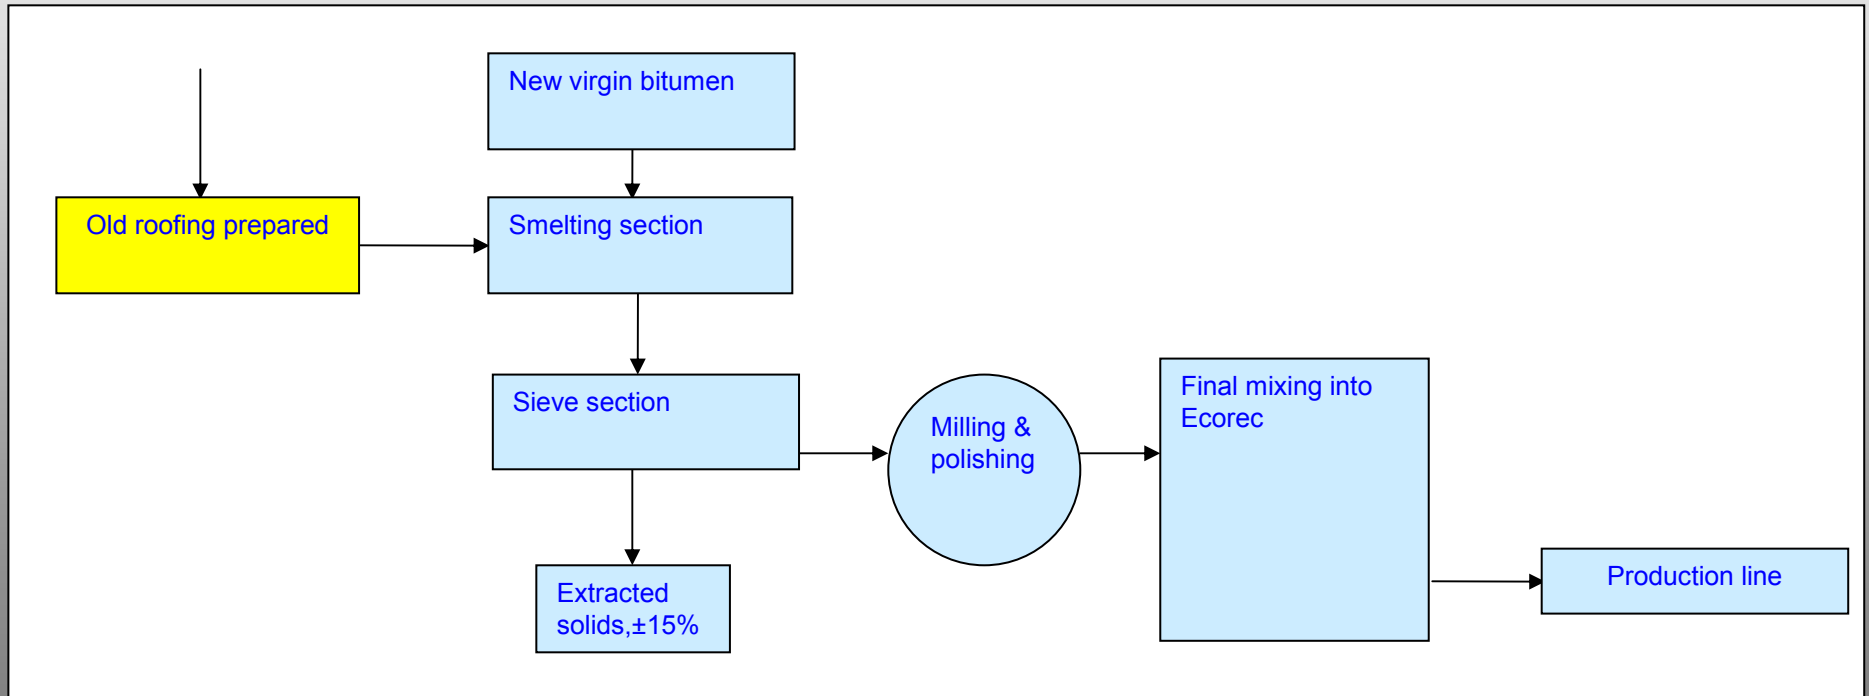 New virgin bitumen
Old roofing prepared
Smelting section
Sieve section
Milling &
polishing
Final mixing into
Ecorec
Extracted
solids,±15%
Production line